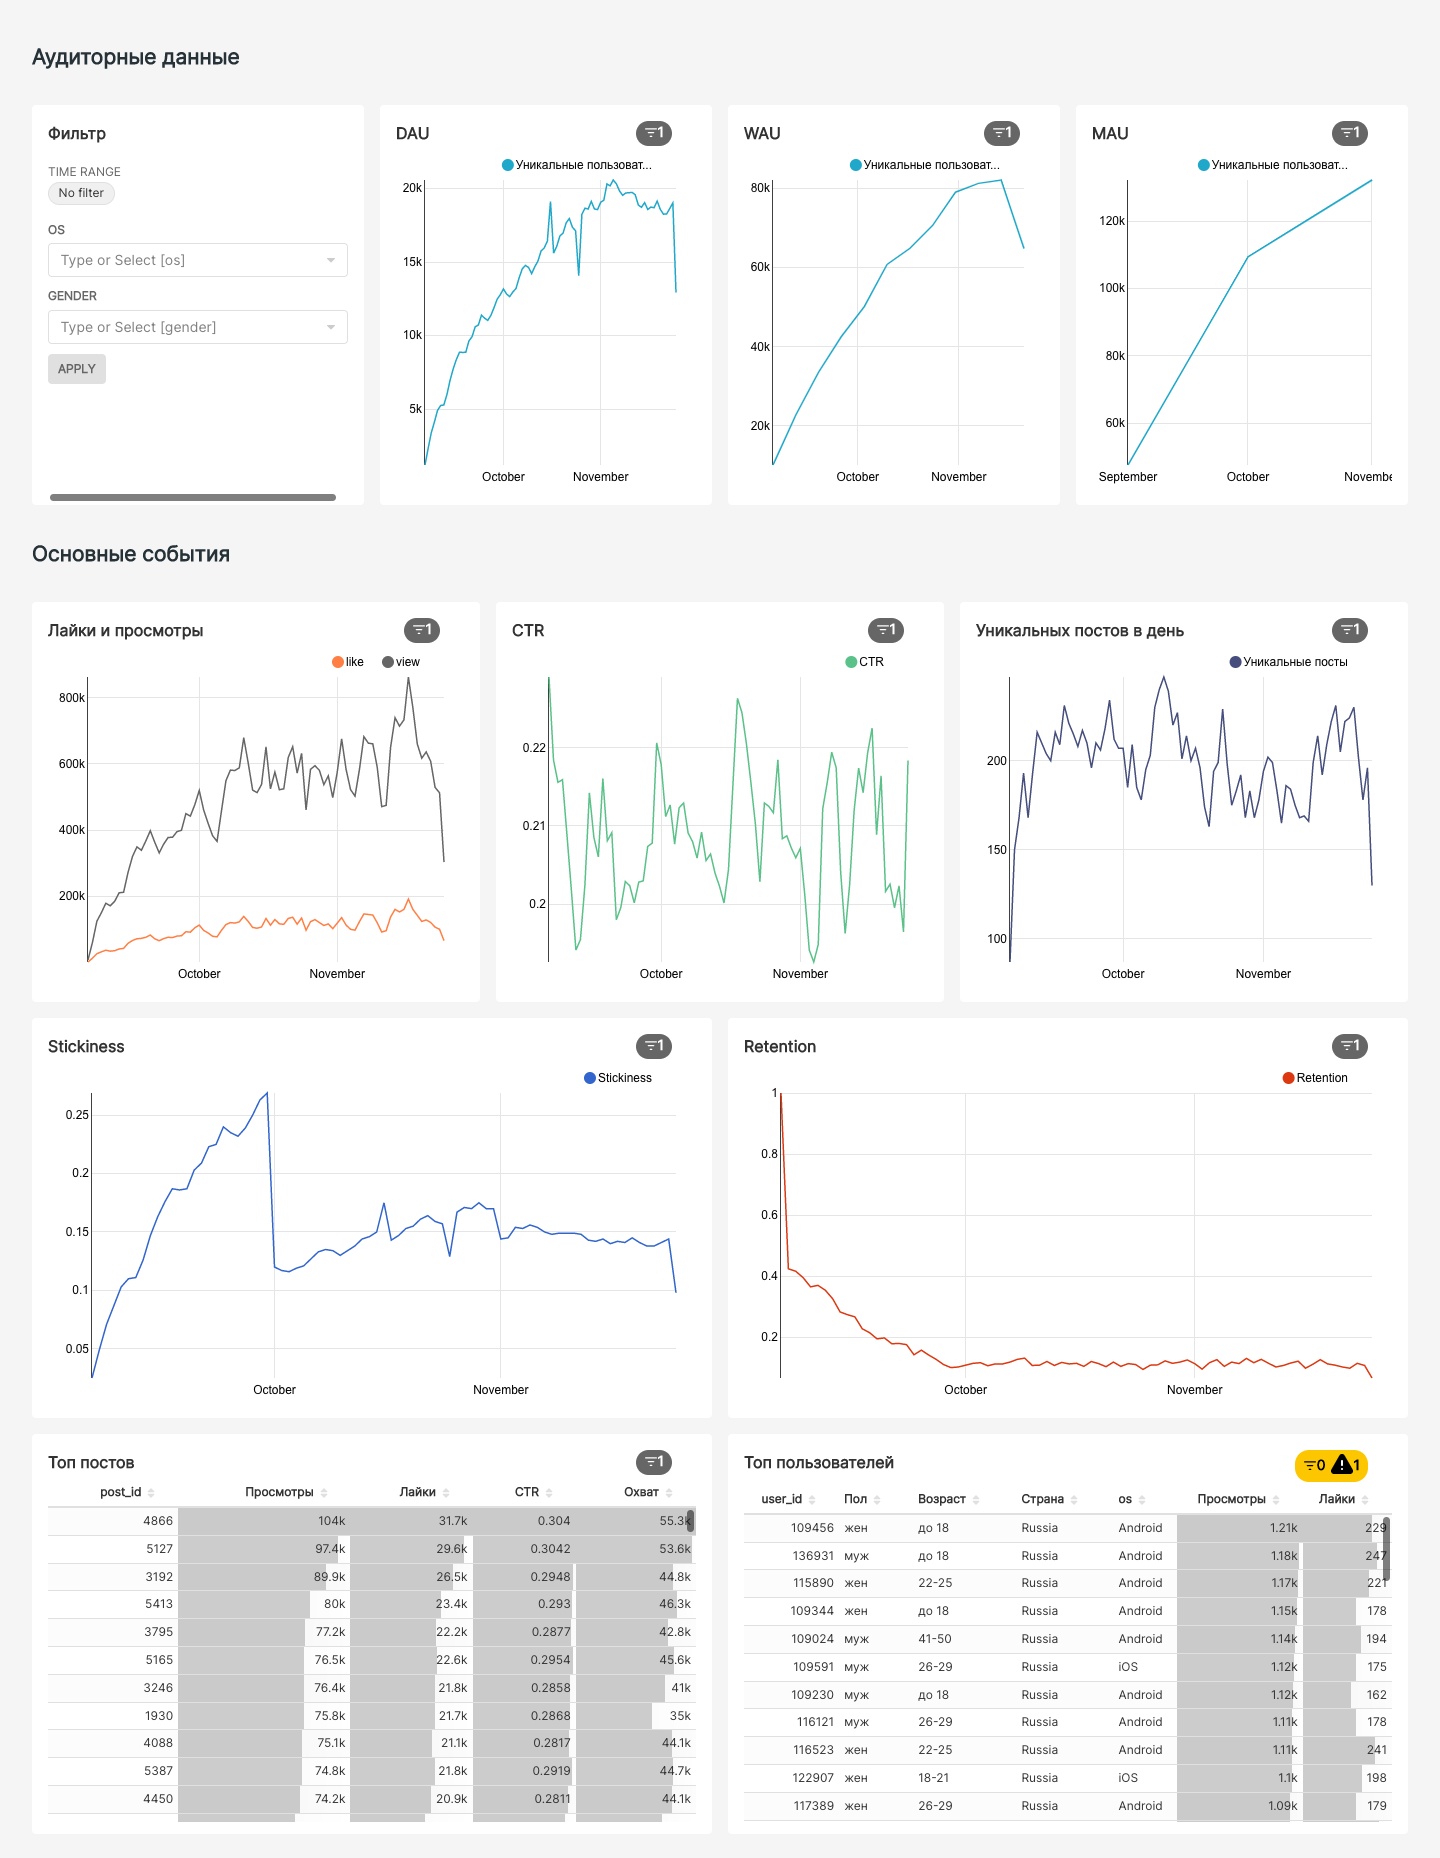 Аудиторные данные
Фильтр
TIME RANGE
No filter
OS
Type or Select [os]
GENDER
Type or Select [gender]
APPLY
DAU
1
Уникальные пользоват...
20k
15k
10k
5k
October November
WAU
1
Уникальные пользоват...
80k
60k
40k
20k
October November
MAU
1
Уникальные пользоват...
120k
100k
80k
60k
September October Novembe
Основные события
Лайки и просмотры
1
like view
800k
600k
400k
200k
October November
CTR
1
CTR
0.22
0.21
0.2
October November
Уникальных постов в день
1
Уникальные посты
200
150
100
October November
Stickiness
1
Stickiness
0.25
0.2
0.15
0.1
0.05
October November
Retention
1
Retention
1
0.8
0.6
0.4
0.2
October November
Топ постов
1
post_id Просмотры Лайки CTR Охват
4866 104k 31.7k 0.304 55.3k
5127 97.4k 29.6k 0.3042 53.6k
3192 89.9k 26.5k 0.2948 44.8k
5413 80k 23.4k 0.293 46.3k
3795 77.2k 22.2k 0.2877 42.8k
5165 76.5k 22.6k 0.2954 45.6k
3246 76.4k 21.8k 0.2858 41k
1930 75.8k 21.7k 0.2868 35k
4088 75.1k 21.1k 0.2817 44.1k
5387 74.8k 21.8k 0.2919 44.7k
4450 74.2k 20.9k 0.2811 44.1k
Топ пользователей
0 1
user_id Пол Возраст Страна os Просмотры Лайки
109456 жен до 18 Russia Android 1.21k 229
136931 муж до 18 Russia Android 1.18k 247
115890 жен 22-25 Russia Android 1.17k 221
109344 жен до 18 Russia Android 1.15k 178
109024 муж 41-50 Russia Android 1.14k 194
109591 муж 26-29 Russia iOS 1.12k 175
109230 муж до 18 Russia Android 1.12k 162
116121 муж 26-29 Russia Android 1.11k 178
116523 жен 22-25 Russia Android 1.11k 241
122907 жен 18-21 Russia iOS 1.1k 198
117389 жен 26-29 Russia Android 1.09k 179